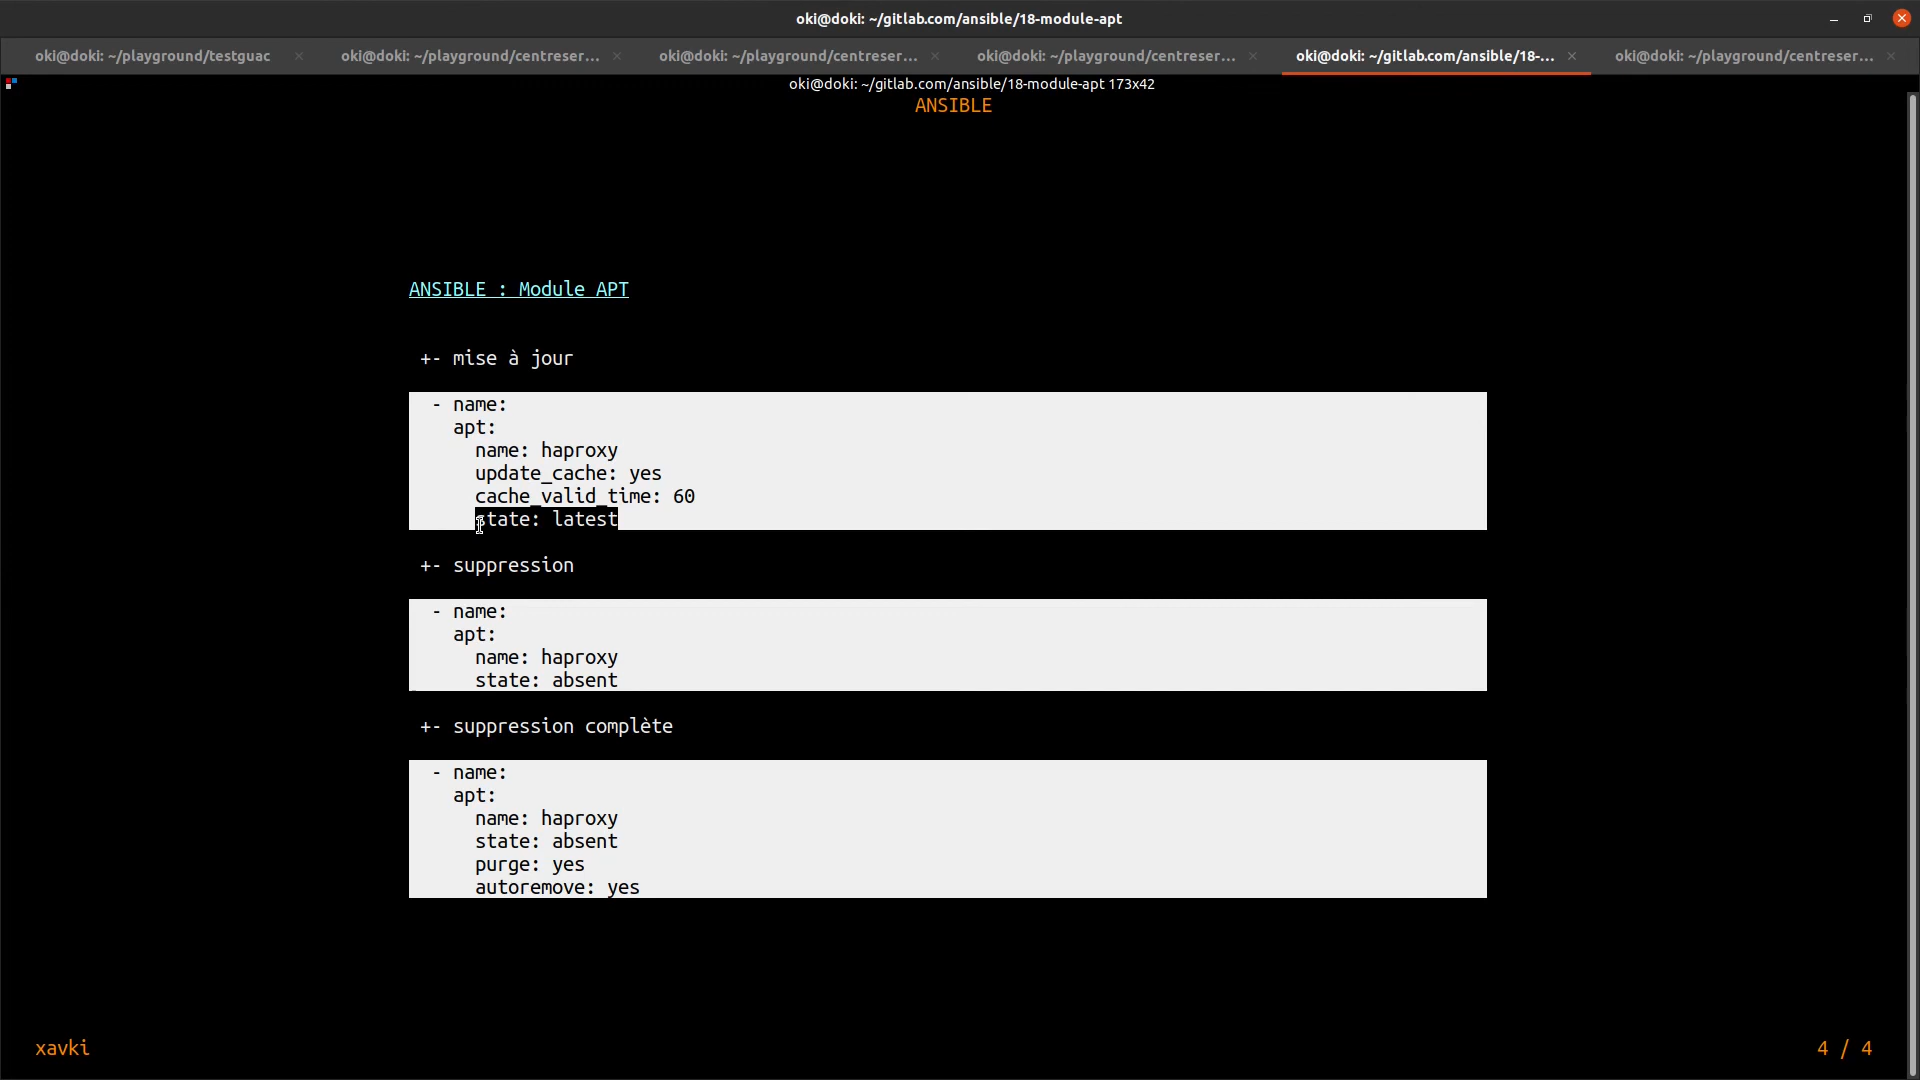 oki@doki: ~/gitlab.com/ansible/18-module-apt
oki@doki: ~/playground/testguac
oki@doki: ~/playground/centreser...
oki@doki: ~/playground/centreser...
oki@doki: ~/playground/centreser...
oki@doki: ~/gitlab.com/ansible/18-...
oki@doki: ~/playground/centreser...
oki@doki: ~/gitlab.com/ansible/18-module-apt 173x42
ANSIBLE
ANSIBLE : Module APT
+- mise à jour
- name:
apt:
name: haproxy
update_cache: yes
cache_valid_time: 60
state: latest
+- suppression
- name:
apt:
name: haproxy
state: absent
+- suppression complète
- name:
apt:
name: haproxy
state: absent
purge: yes
autoremove: yes
xavki
4 / 4